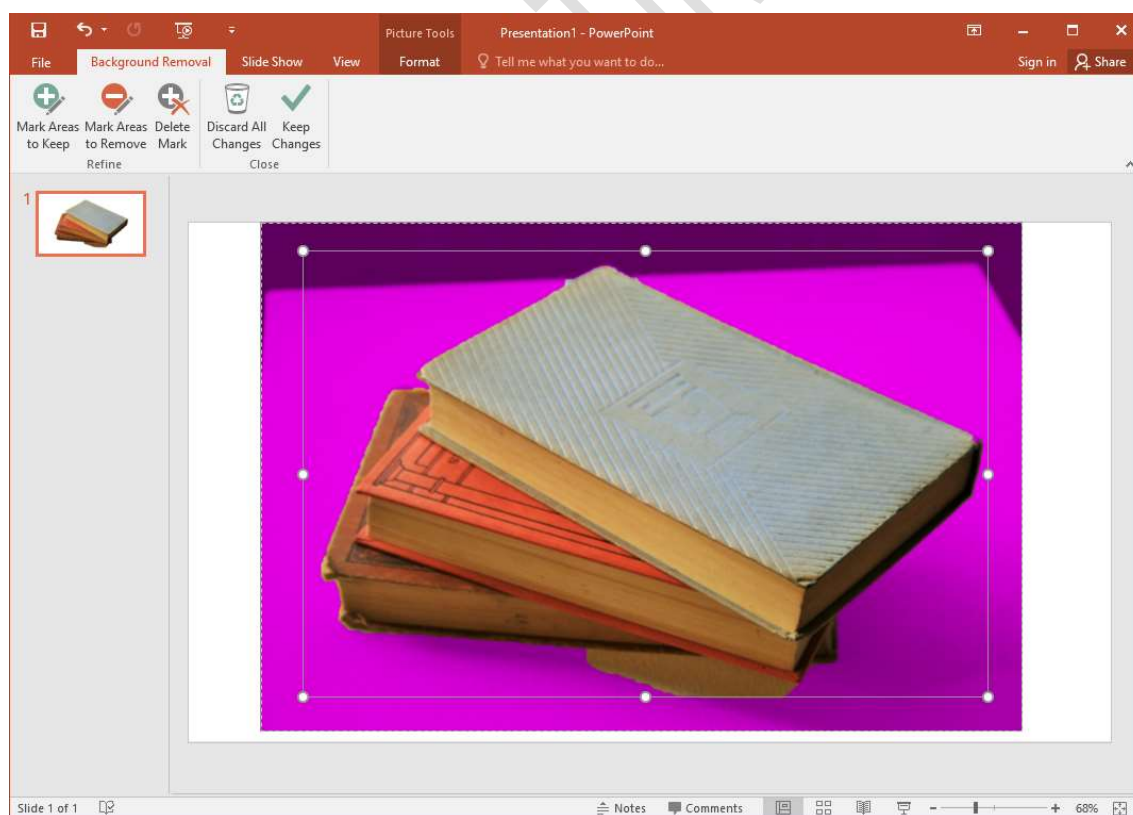 Picture Tools Presentation1 - PowerPoint
File Background Removal Slide Show View Format Tell me what you want to do... Sign in Share
Mark Areas Mark Areas Delete Discard All Keep
to Keep to Remove Mark Changes Changes
Refine Close
1
Slide 1 of 1 Notes Comments 68%